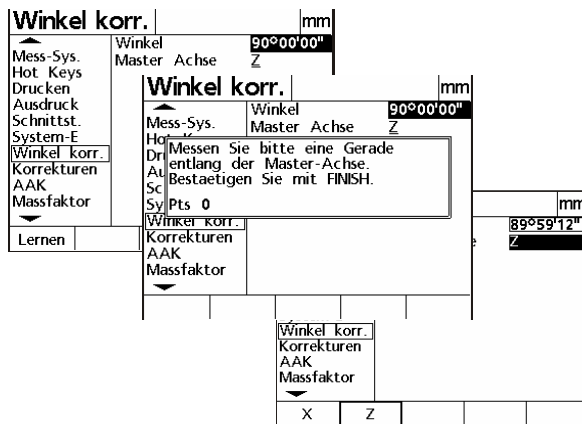 Winkel korr. mm
Winkel 90°00'00"
Master Achse Z
Mess-Sys.
Hot Keys
Drucken
Ausdruck
Schnittst.
System-E
Winkel korr.
Korrekturen
AAK
Massfaktor
Lernen
Winkel korr. mm
Winkel 90°00'00"
Master Achse Z
Mess-Sys.
Messen Sie bitte eine Gerade
entlang der Master-Achse.
Bestaetigen Sie mit FINISH.
Pts 0
Winkel korr.
Korrekturen
AAK
Massfaktor
mm
89°59'12"
Z
Winkel korr.
Korrekturen
AAK
Massfaktor
X Z